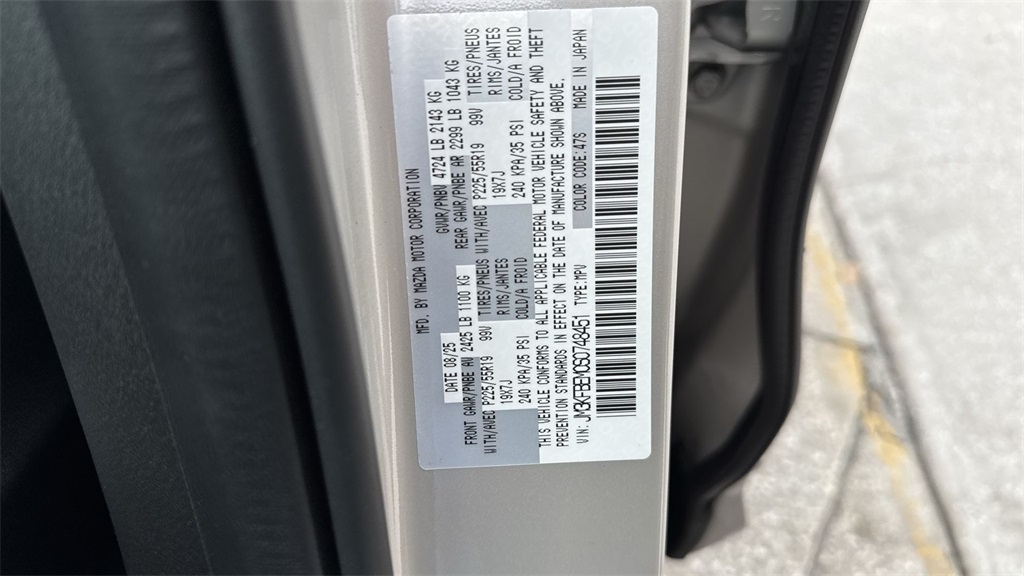 MFD. BY MAZDA MOTOR CORPORATION
DATE 08/25 GVWR/PNBV 4724 LB 2143 KG
FRONT GAWR/PNBE AV 2425 LB 1100 KG REAR GAWR/PNBE AR 2299 LB 1043 KG
WITH/AVEC P225/55R19 99V TIRES/PNEUS WITH/AVEC P225/55R19 99V TIRES/PNEUS
19X7J RIMS/JANTES 19X7J RIMS/JANTES
240 KPA/35 PSI COLD/A FROID 240 KPA/35 PSI COLD/A FROID
THIS VEHICLE CONFORMS TO ALL APPLICABLE FEDERAL MOTOR VEHICLE SAFETY AND THEFT
PREVENTION STANDARDS IN EFFECT ON THE DATE OF MANUFACTURE SHOWN ABOVE.
VIN: TYPE:MPV COLOR CODE:47S MADE IN JAPAN